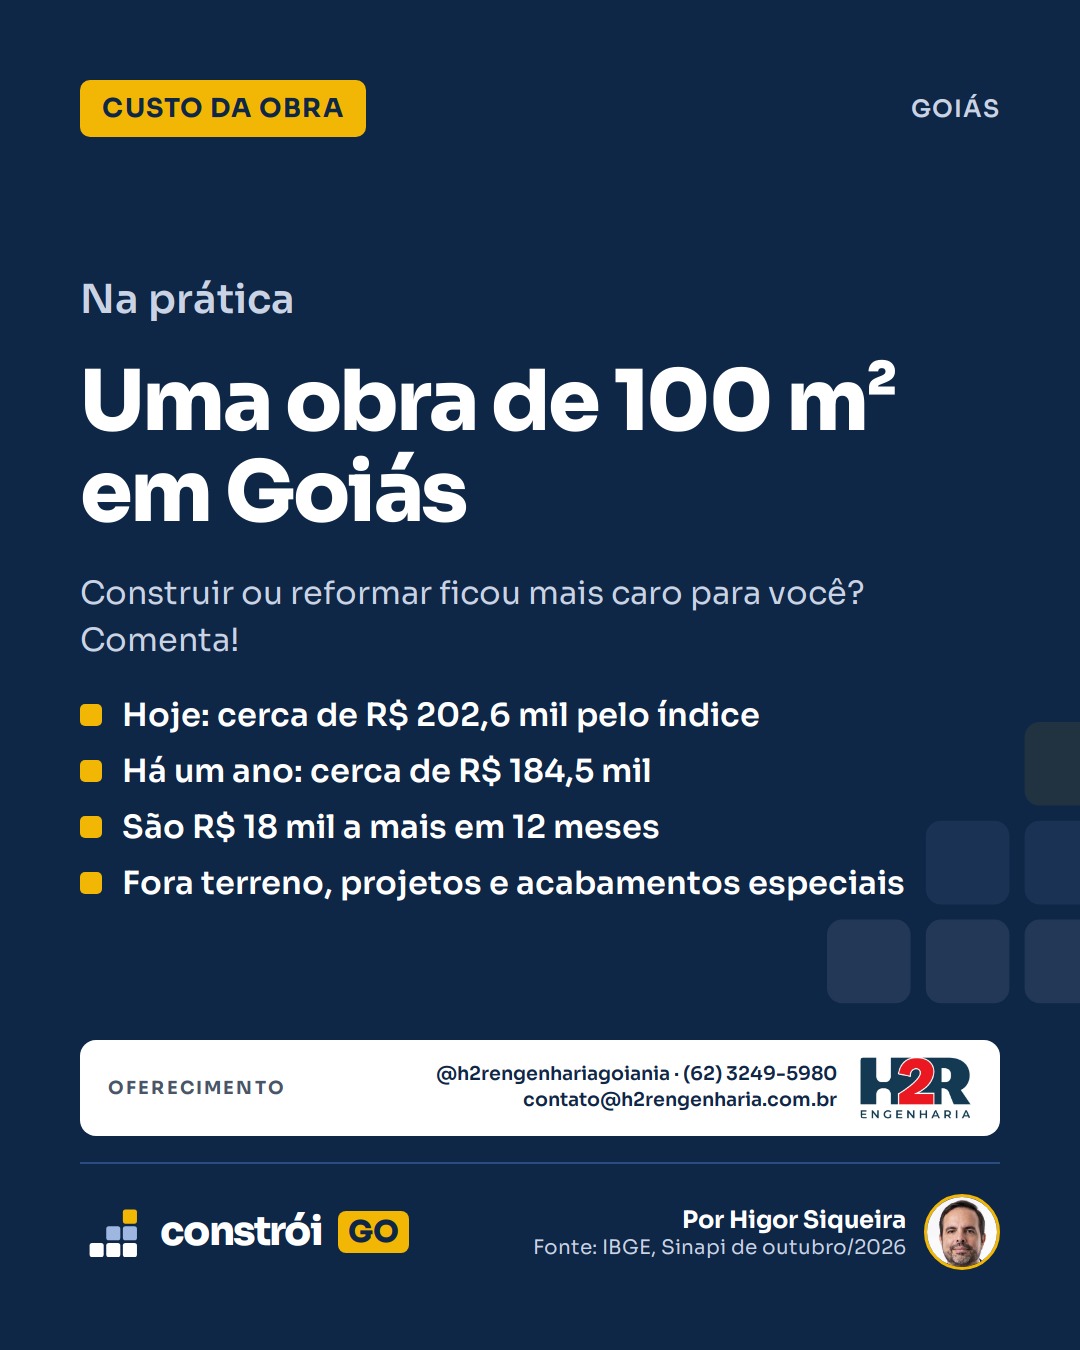 CUSTO DA OBRA
GOIÁS
Na prática
Uma obra de 100 m²
em Goiás
Construir ou reformar ficou mais caro para você?
Comenta!
Hoje: cerca de R$ 202,6 mil pelo índice
Há um ano: cerca de R$ 184,5 mil
São R$ 18 mil a mais em 12 meses
Fora terreno, projetos e acabamentos especiais
OFERECIMENTO
@h2rengenhariagoiania · (62) 3249-5980
contato@h2rengenharia.com.br
H2R
ENGENHARIA
constrói GO
Por Higor Siqueira
Fonte: IBGE, Sinapi de outubro/2026